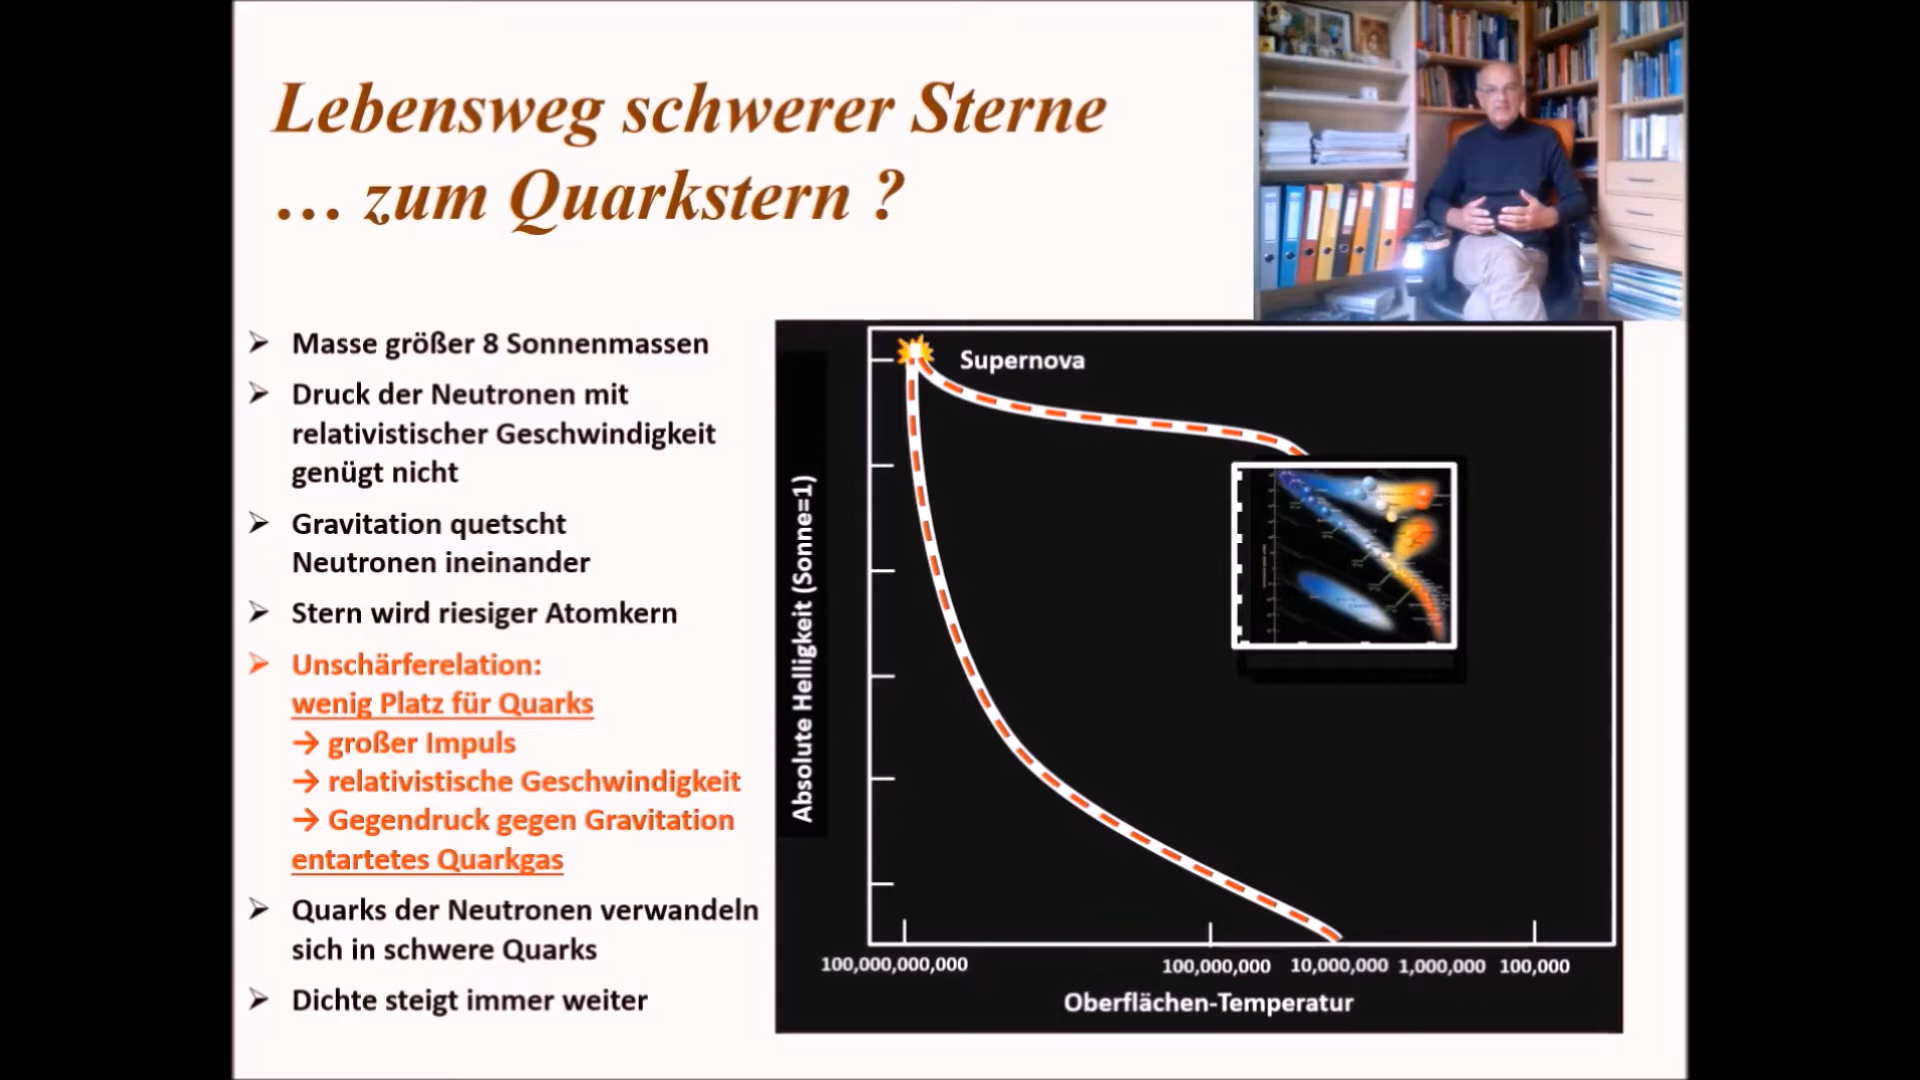 Lebensweg schwerer Sterne
… zum Quarkstern ?
Masse größer 8 Sonnenmassen
Druck der Neutronen mit
relativistischer Geschwindigkeit
genügt nicht
Gravitation quetscht
Neutronen ineinander
Stern wird riesiger Atomkern
Unschärferelation:
wenig Platz für Quarks
→ großer Impuls
→ relativistische Geschwindigkeit
→ Gegendruck gegen Gravitation
entartetes Quarkgas
Quarks der Neutronen verwandeln
sich in schwere Quarks
Dichte steigt immer weiter
Supernova
Absolute Helligkeit (Sonne=1)
100,000,000,000 100,000,000 10,000,000 1,000,000 100,000
Oberflächen-Temperatur